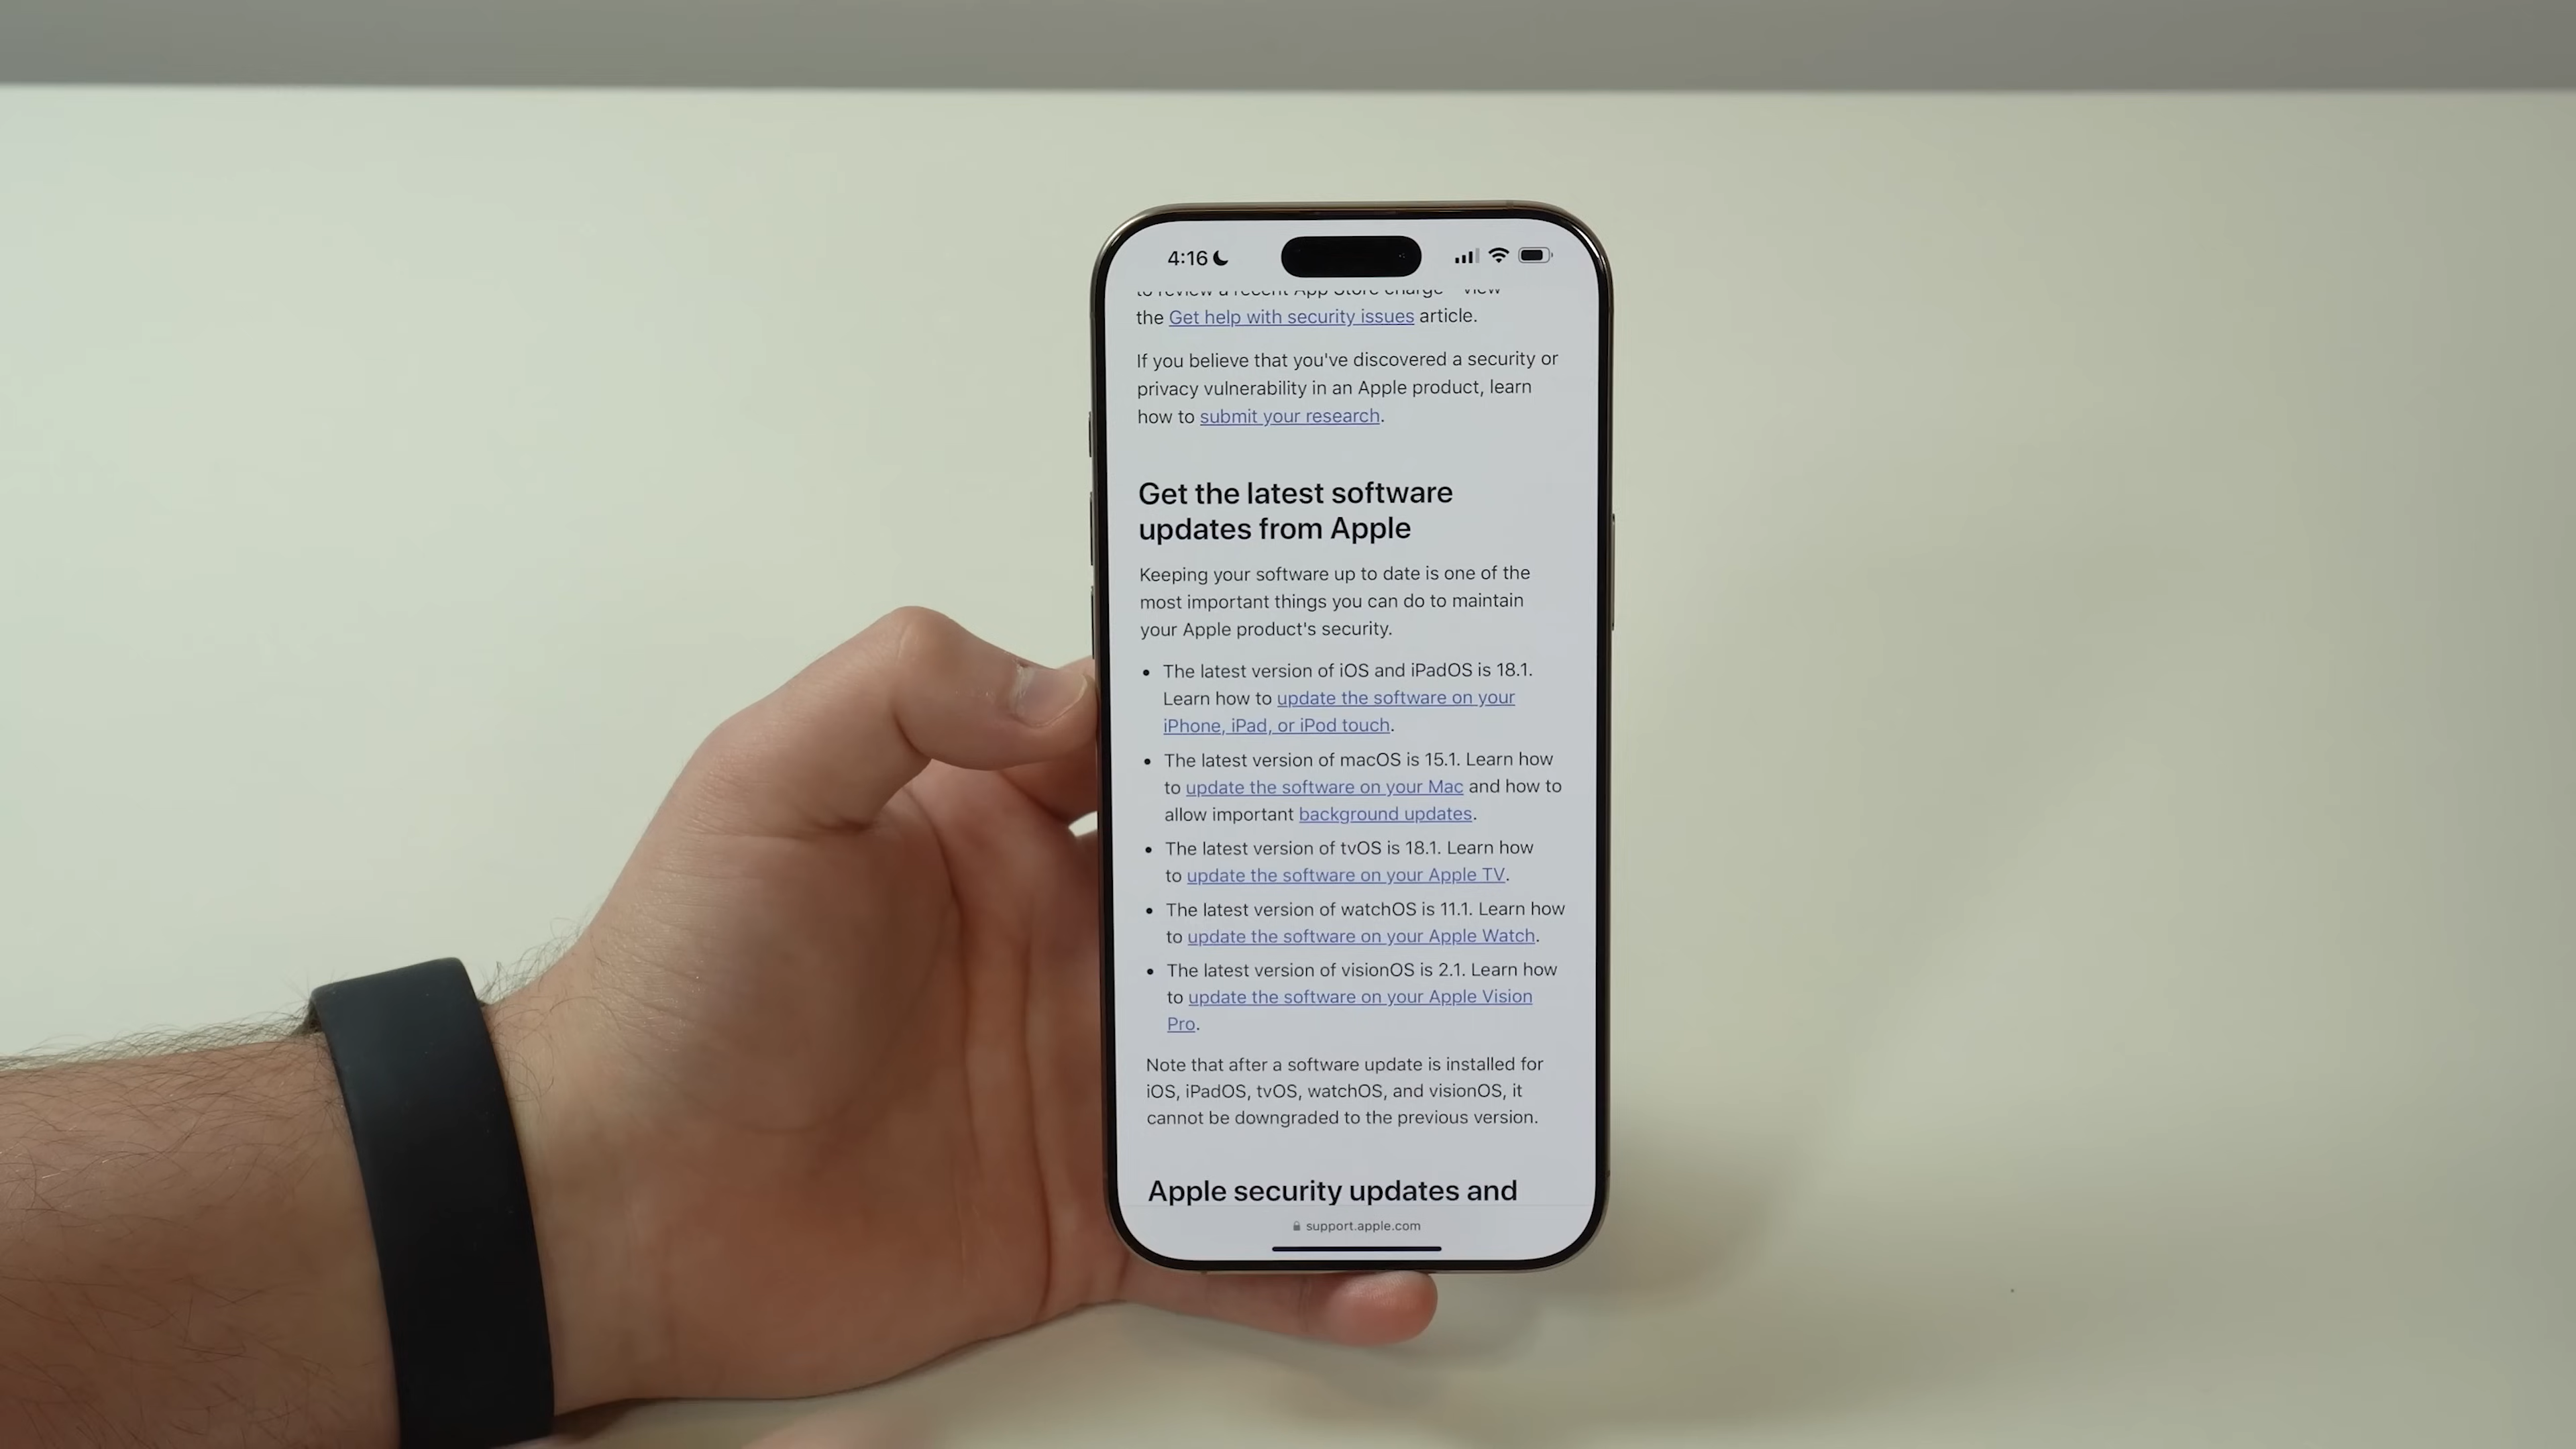 4:16
to review a recent App Store charge – view
the Get help with security issues article.
If you believe that you've discovered a security or
privacy vulnerability in an Apple product, learn
how to submit your research.
Get the latest software
updates from Apple
Keeping your software up to date is one of the
most important things you can do to maintain
your Apple product's security.
• The latest version of iOS and iPadOS is 18.1.
Learn how to update the software on your
iPhone, iPad, or iPod touch.
• The latest version of macOS is 15.1. Learn how
to update the software on your Mac and how to
allow important background updates.
• The latest version of tvOS is 18.1. Learn how
to update the software on your Apple TV.
• The latest version of watchOS is 11.1. Learn how
to update the software on your Apple Watch.
• The latest version of visionOS is 2.1. Learn how
to update the software on your Apple Vision
Pro.
Note that after a software update is installed for
iOS, iPadOS, tvOS, watchOS, and visionOS, it
cannot be downgraded to the previous version.
Apple security updates and
support.apple.com